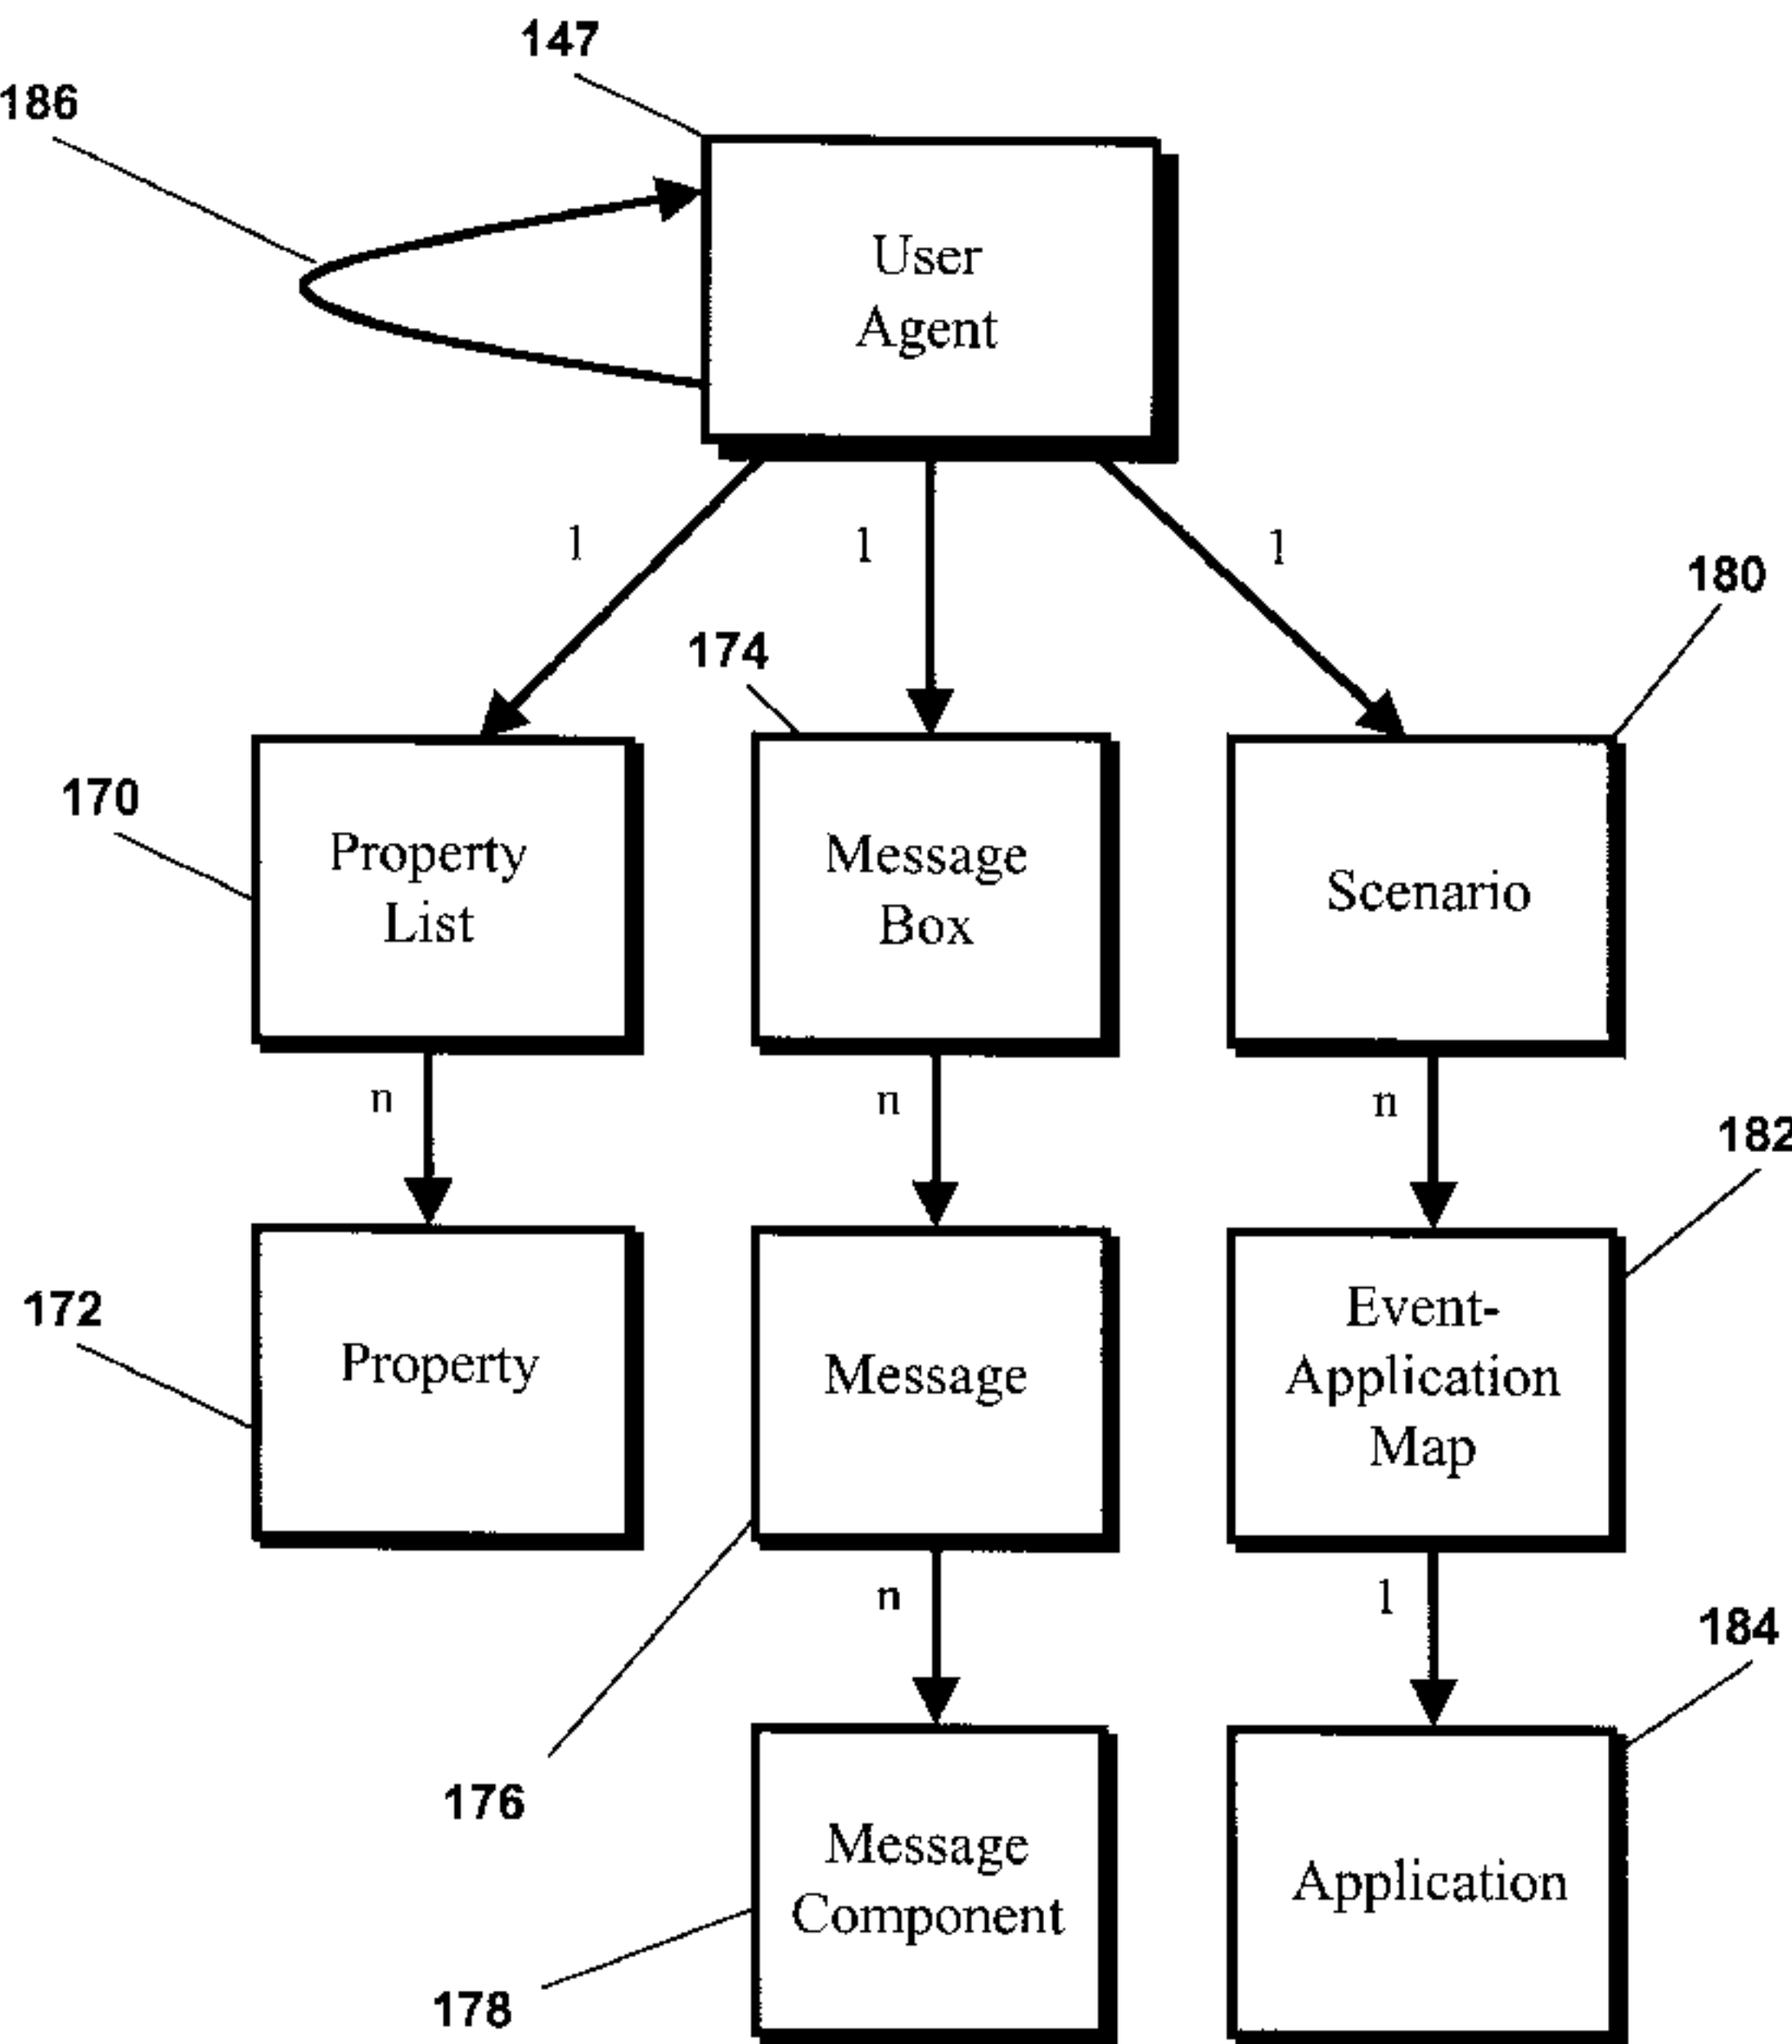 147
186
User
Agent
1
1
1
180
174
170
Property
List
Message
Box
Scenario
n
n
n
182
172
Property
Message
Event-
Application
Map
n
1
184
176
Message
Component
Application
178